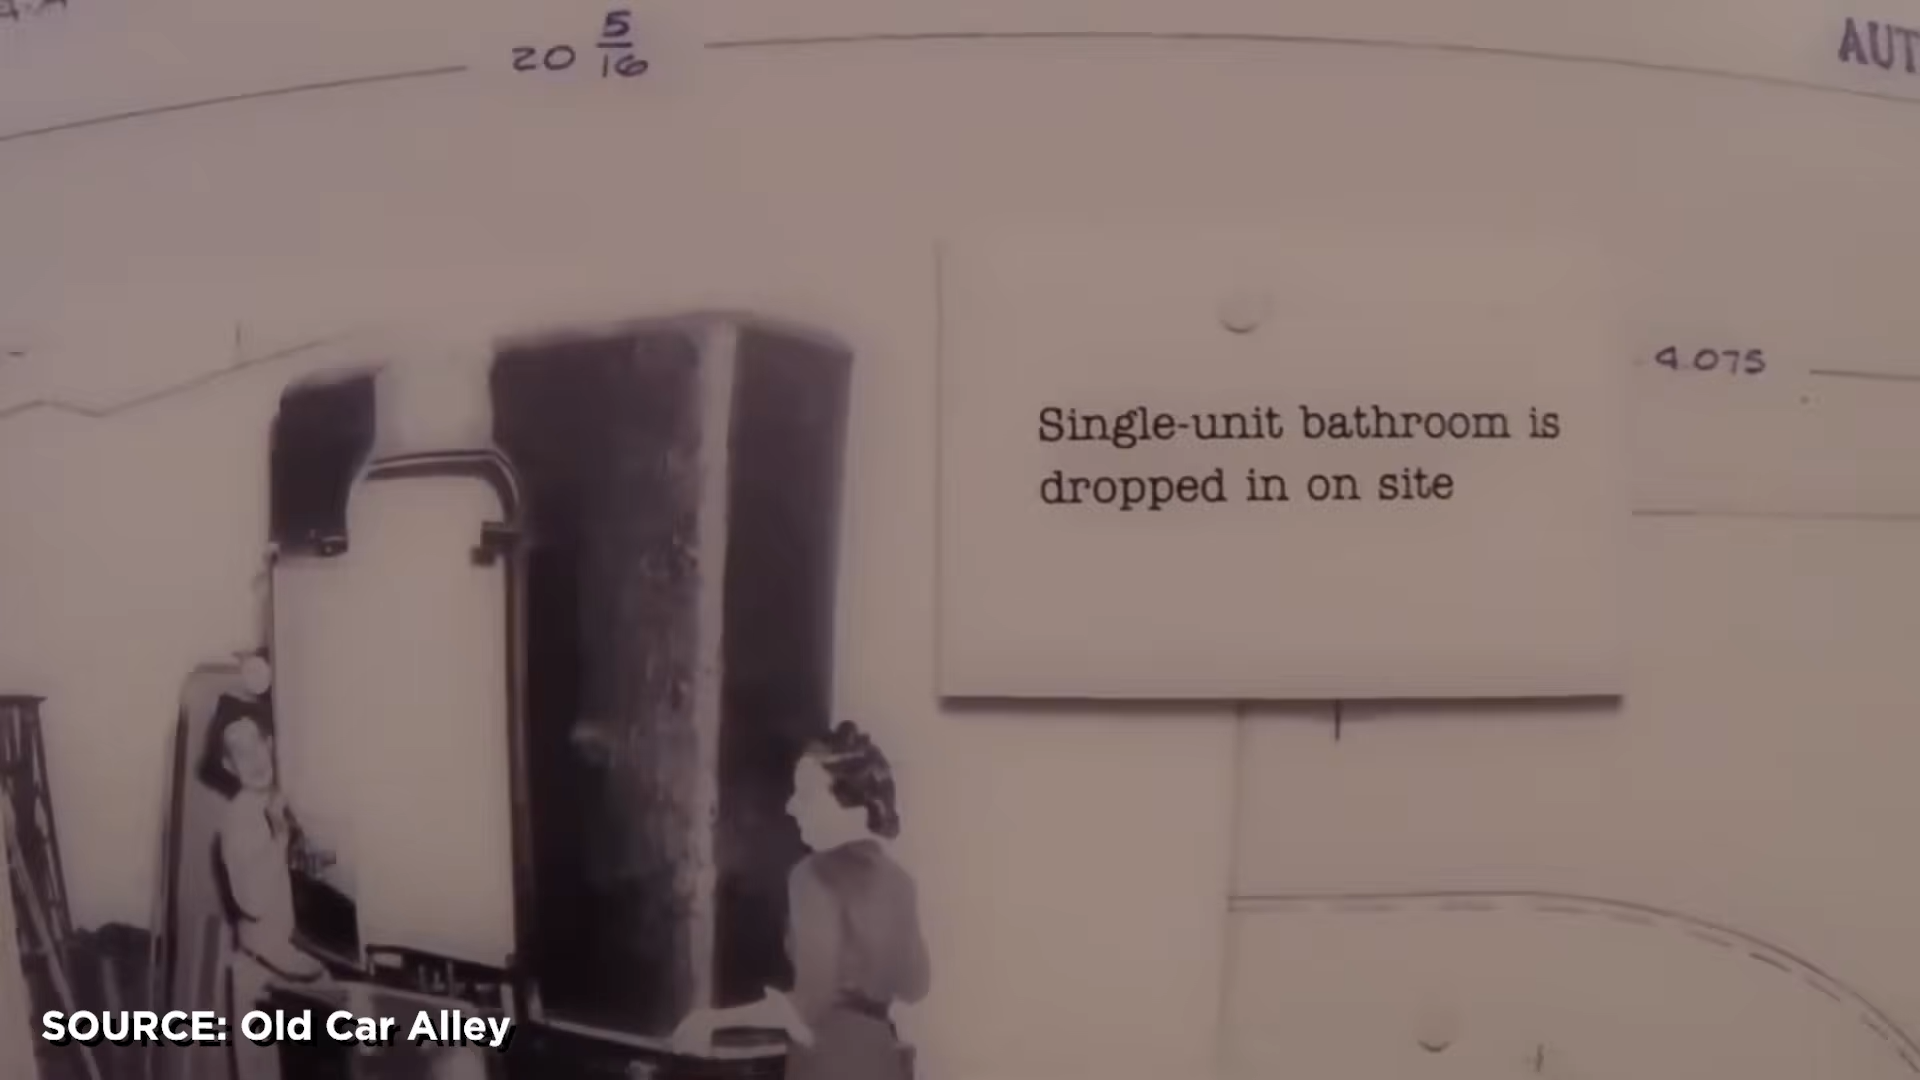 20 5/16
AUT
4.075
Single-unit bathroom is
dropped in on site
SOURCE: Old Car Alley